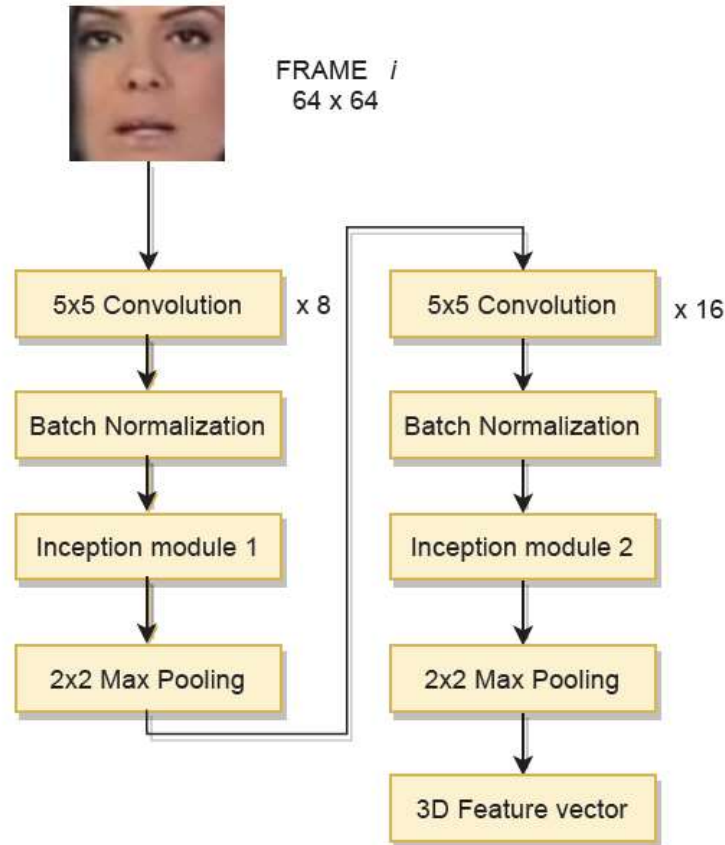 FRAME i
64 x 64
5x5 Convolution
x 8
Batch Normalization
Inception module 1
2x2 Max Pooling
5x5 Convolution
x 16
Batch Normalization
Inception module 2
2x2 Max Pooling
3D Feature vector